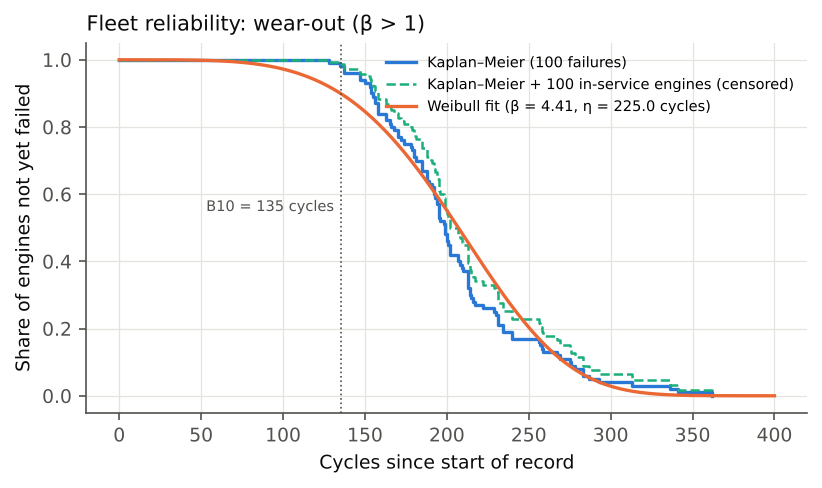 Fleet reliability: wear-out (β > 1)
Kaplan–Meier (100 failures)
Kaplan–Meier + 100 in-service engines (censored)
Weibull fit (β = 4.41, η = 225.0 cycles)
B10 = 135 cycles
Share of engines not yet failed
1.0
0.8
0.6
0.4
0.2
0.0
0 50 100 150 200 250 300 350 400
Cycles since start of record